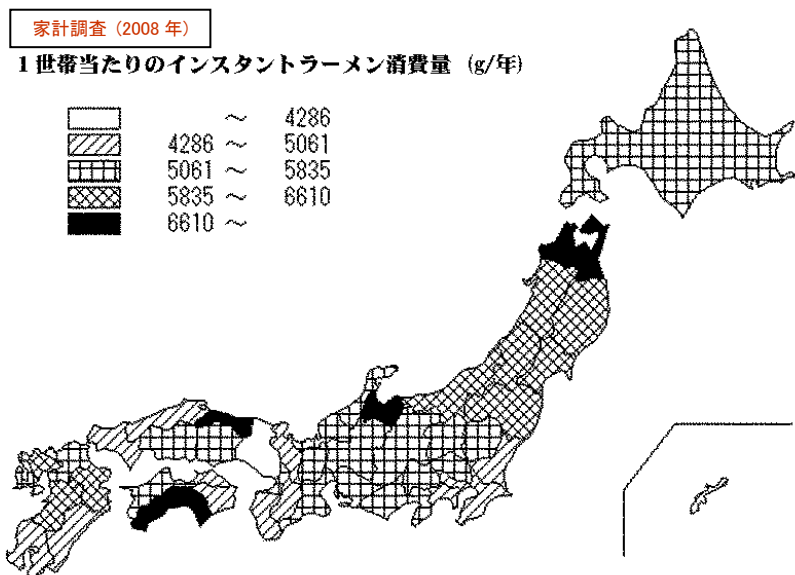 家計調査（2008 年）
１世帯当たりのインスタントラーメン消費量 (g/年)
～ 4286
4286 ～ 5061
5061 ～ 5835
5835 ～ 6610
6610 ～